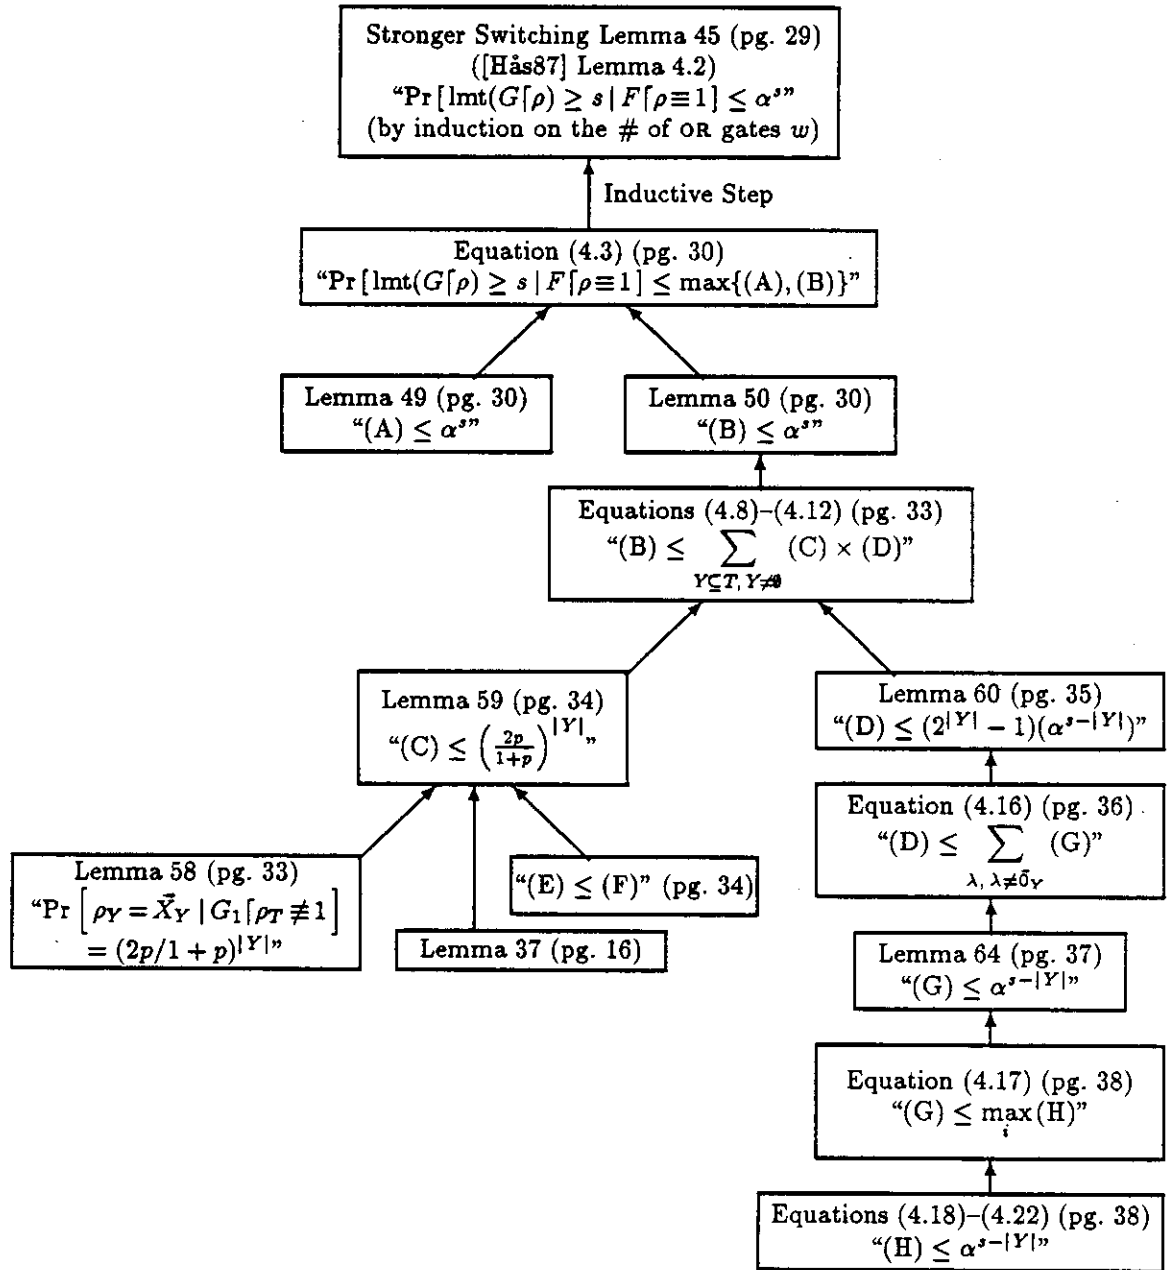 Stronger Switching Lemma 45 (pg. 29)
([Hås87] Lemma 4.2)
“Pr [ lmt(G⌈ρ) ≥ s | F⌈ρ ≡ 1 ] ≤ αˢ”
(by induction on the # of OR gates w)
Inductive Step
Equation (4.3) (pg. 30)
“Pr [ lmt(G⌈ρ) ≥ s | F⌈ρ ≡ 1 ] ≤ max{(A), (B)}”
Lemma 49 (pg. 30)
“(A) ≤ αˢ”
Lemma 50 (pg. 30)
“(B) ≤ αˢ”
Equations (4.8)–(4.12) (pg. 33)
“(B) ≤ ∑ (C) × (D)”
Y⊆T, Y≠∅
Lemma 59 (pg. 34)
“(C) ≤ (2p/1+p)^|Y|”
Lemma 60 (pg. 35)
“(D) ≤ (2^|Y| − 1)(α^s−|Y|)”
Equation (4.16) (pg. 36)
“(D) ≤ ∑ (G)”
λ, λ≠0̄_Y
Lemma 58 (pg. 33)
“Pr [ ρ_Y = X⃗_Y | G₁⌈ρ_T ≢ 1 ]
= (2p/1 + p)^|Y|”
“(E) ≤ (F)” (pg. 34)
Lemma 37 (pg. 16)
Lemma 64 (pg. 37)
“(G) ≤ α^s−|Y|”
Equation (4.17) (pg. 38)
“(G) ≤ max (H)”
i
Equations (4.18)–(4.22) (pg. 38)
“(H) ≤ α^s−|Y|”